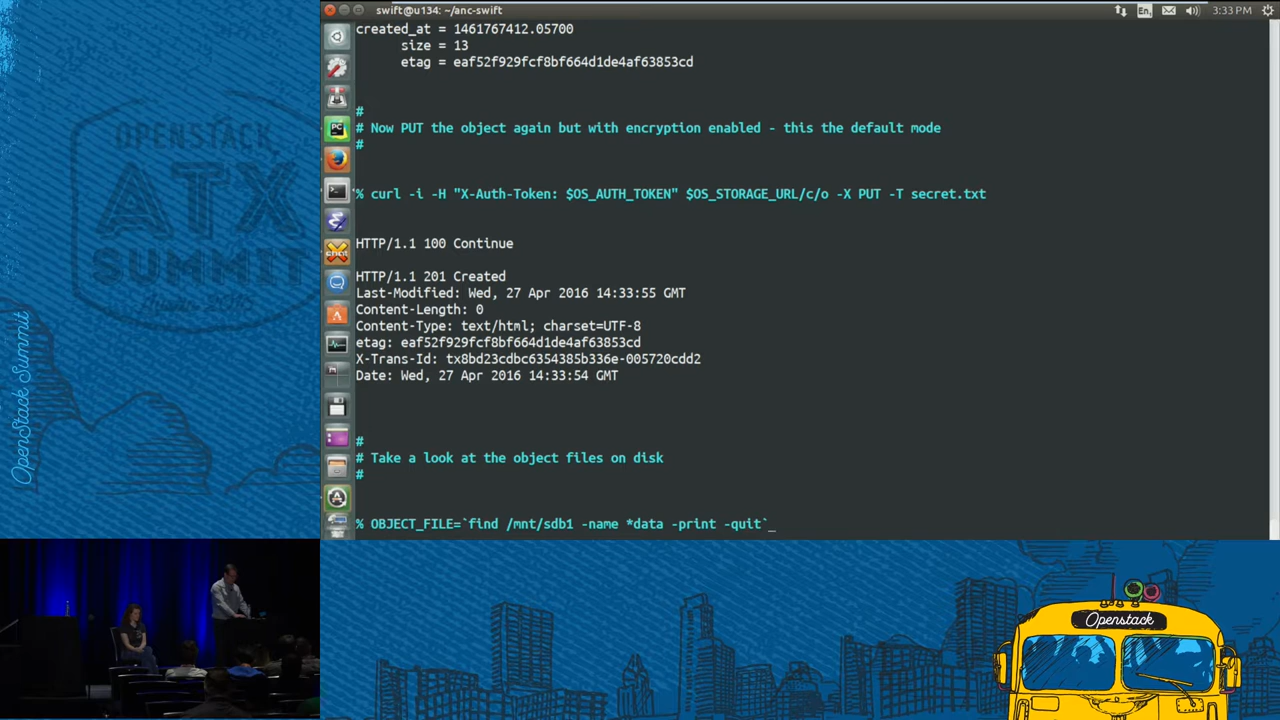 swift@u134: ~/anc-swift
En
3:33 PM
created_at = 1461767412.05700
size = 13
etag = eaf52f929fcf8bf664d1de4af63853cd
#
# Now PUT the object again but with encryption enabled - this the default mode
#
% curl -i -H "X-Auth-Token: $OS_AUTH_TOKEN" $OS_STORAGE_URL/c/o -X PUT -T secret.txt
HTTP/1.1 100 Continue
HTTP/1.1 201 Created
Last-Modified: Wed, 27 Apr 2016 14:33:55 GMT
Content-Length: 0
Content-Type: text/html; charset=UTF-8
etag: eaf52f929fcf8bf664d1de4af63853cd
X-Trans-Id: tx8bd23cdbc6354385b336e-005720cdd2
Date: Wed, 27 Apr 2016 14:33:54 GMT
#
# Take a look at the object files on disk
#
% OBJECT_FILE=`find /mnt/sdb1 -name *data -print -quit`_
OPENSTACK
ATX
SUMMIT
Austin 2016
OpenStack Summit
Openstack
PC